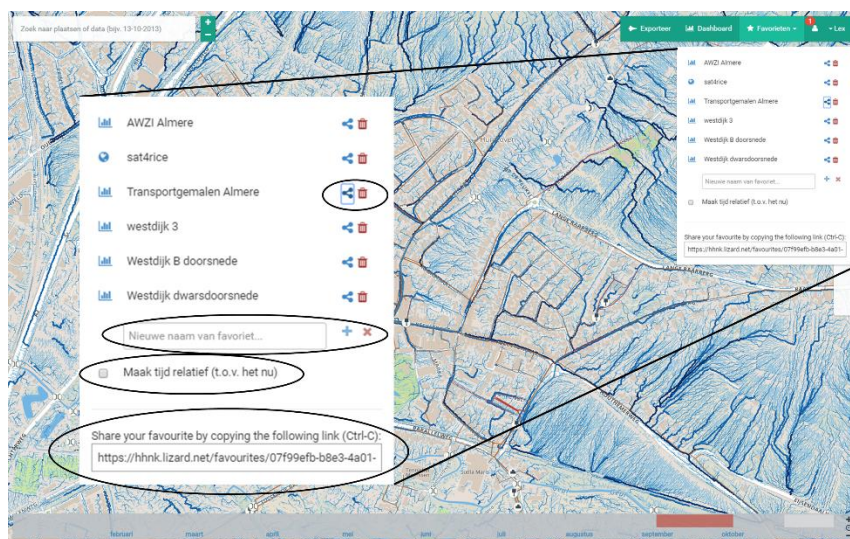 Zoek naar plaatsen of data (bijv. 13-10-2013)
+
−
Exporteer
Dashboard
Favorieten
1
Lex
AWZI Almere
sat4rice
Transportgemalen Almere
westdijk 3
Westdijk B doorsnede
Westdijk dwarsdoorsnede
Nieuwe naam van favoriet...
Maak tijd relatief (t.o.v. het nu)
Share your favourite by copying the following link (Ctrl-C):
https://hhnk.lizard.net/favourites/07f99efb-b8e3-4a01-
AWZI Almere
sat4rice
Transportgemalen Almere
westdijk 3
Westdijk B doorsnede
Westdijk dwarsdoorsnede
Nieuwe naam van favoriet...
Maak tijd relatief (t.o.v. het nu)
Share your favourite by copying the following link (Ctrl-C):
https://hhnk.lizard.net/favourites/07f99efb-b8e3-4a01-
LANGE RAARBERG
PARALLELWEG
februari
maart
april
mei
juni
juli
augustus
september
oktober